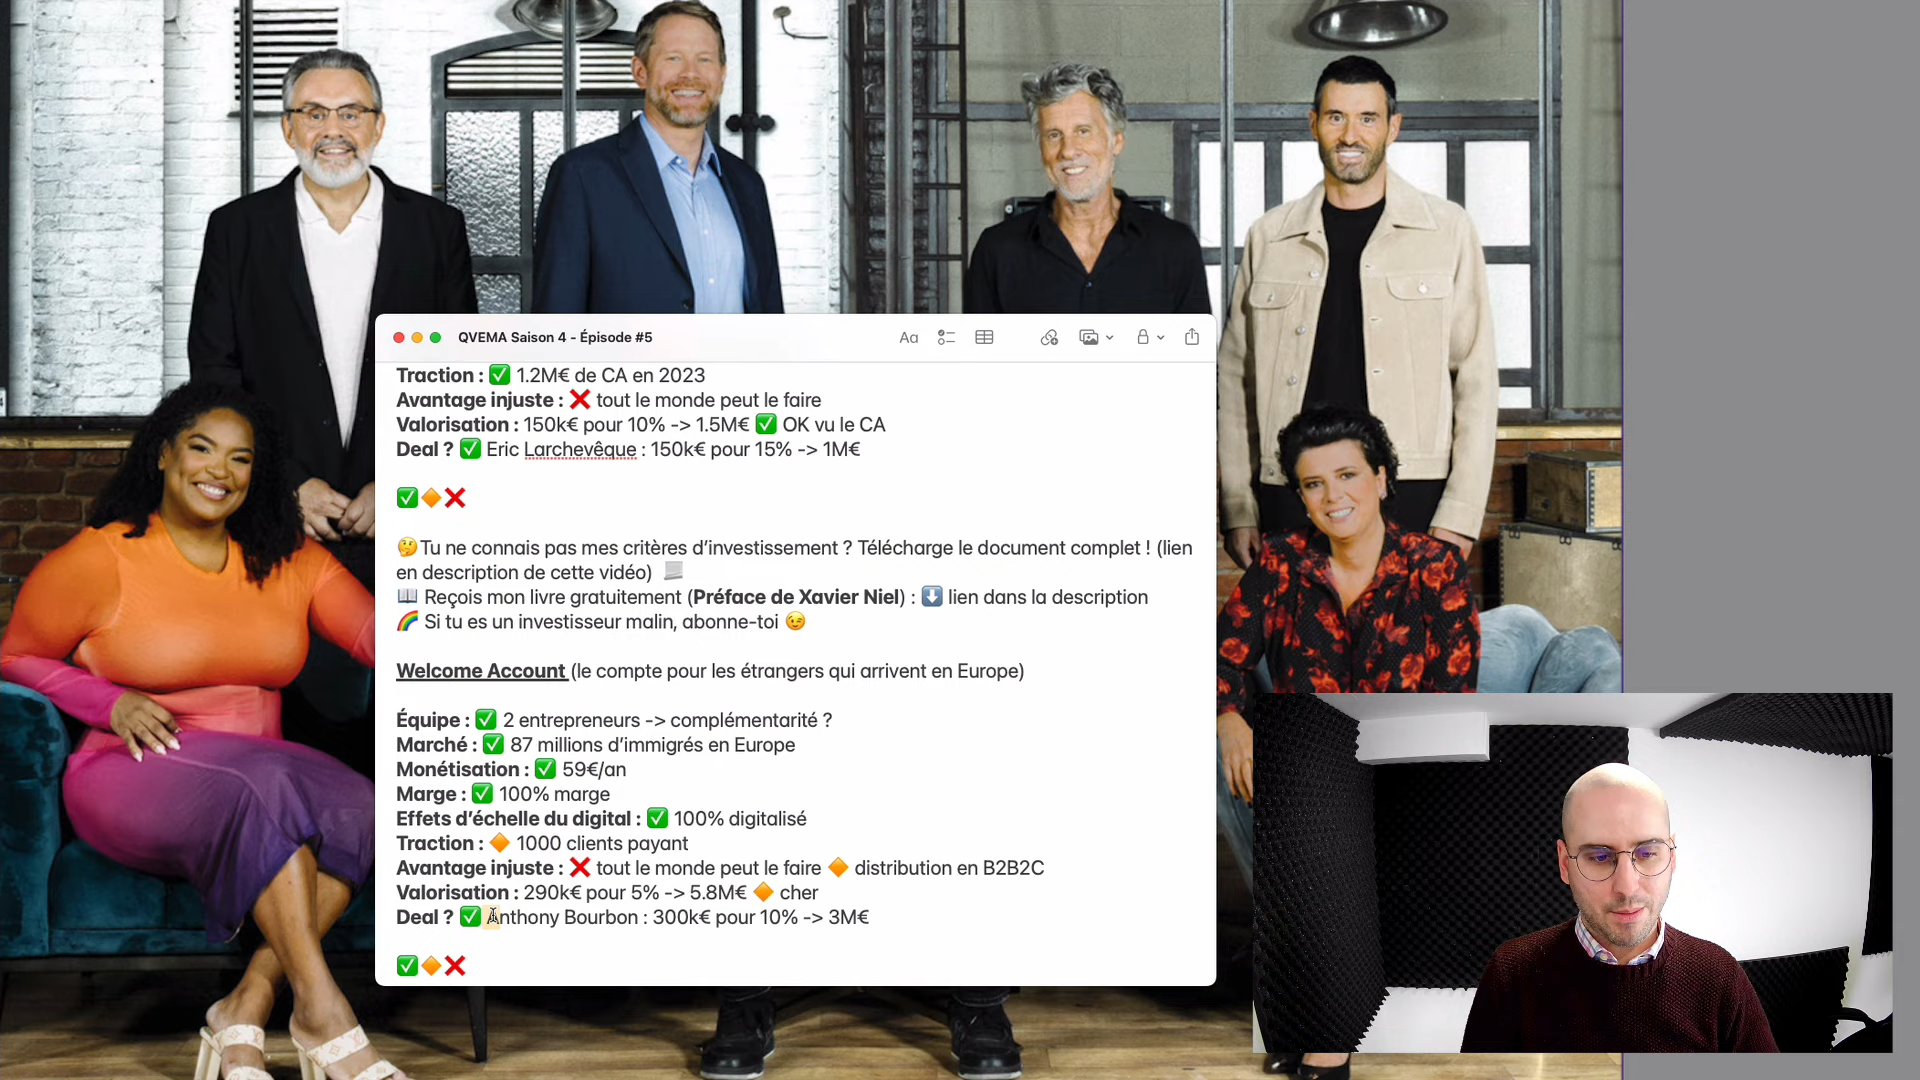 QVEMA Saison 4 - Épisode #5
Aa
Traction : ✅ 1.2M€ de CA en 2023
Avantage injuste : ❌ tout le monde peut le faire
Valorisation : 150k€ pour 10% -> 1.5M€ ✅ OK vu le CA
Deal ? ✅ Eric Larchevêque : 150k€ pour 15% -> 1M€
✅🔶❌
🤔Tu ne connais pas mes critères d’investissement ? Télécharge le document complet ! (lien
en description de cette vidéo) 📃
📖 Reçois mon livre gratuitement (Préface de Xavier Niel) : ⬇️ lien dans la description
🌈 Si tu es un investisseur malin, abonne-toi 😉
Welcome Account (le compte pour les étrangers qui arrivent en Europe)
Équipe : ✅ 2 entrepreneurs -> complémentarité ?
Marché : ✅ 87 millions d’immigrés en Europe
Monétisation : ✅ 59€/an
Marge : ✅ 100% marge
Effets d’échelle du digital : ✅ 100% digitalisé
Traction : 🔶 1000 clients payant
Avantage injuste : ❌ tout le monde peut le faire 🔶 distribution en B2B2C
Valorisation : 290k€ pour 5% -> 5.8M€ 🔶 cher
Deal ? ✅ Anthony Bourbon : 300k€ pour 10% -> 3M€
✅🔶❌